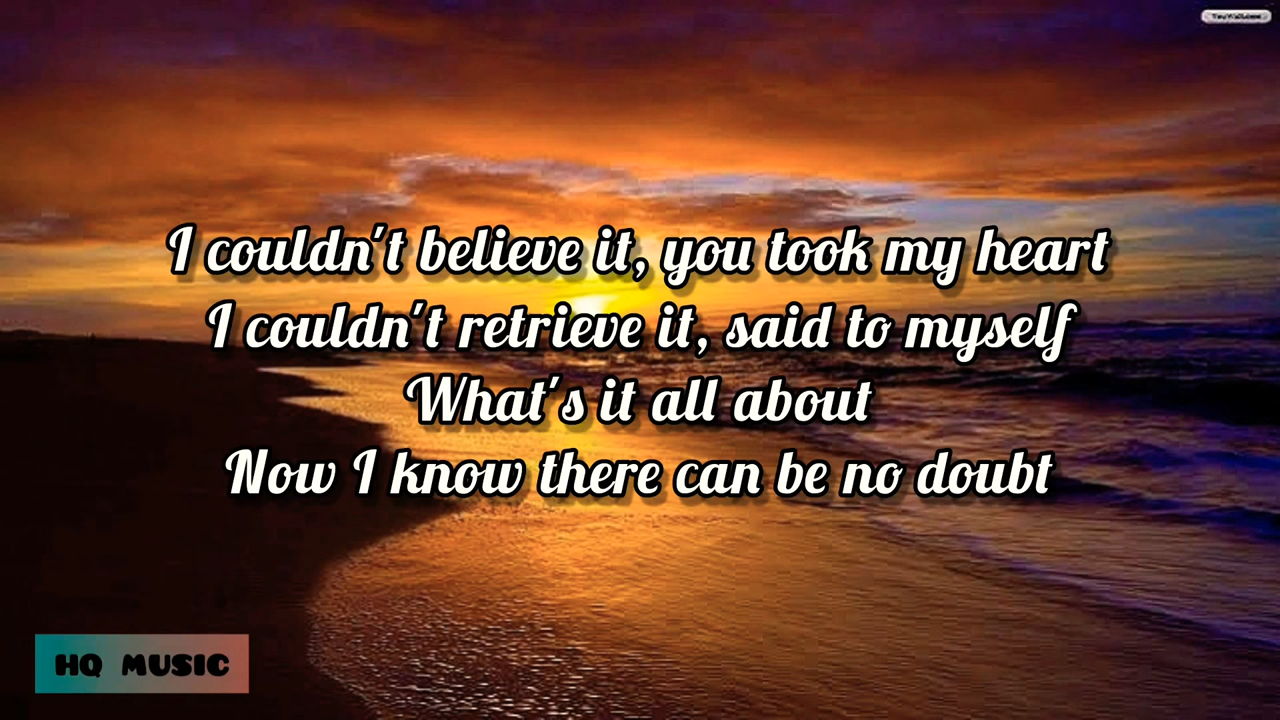 I couldn't believe it, you took my heart
I couldn't retrieve it, said to myself
What's it all about
Now I know there can be no doubt
HQ MUSIC